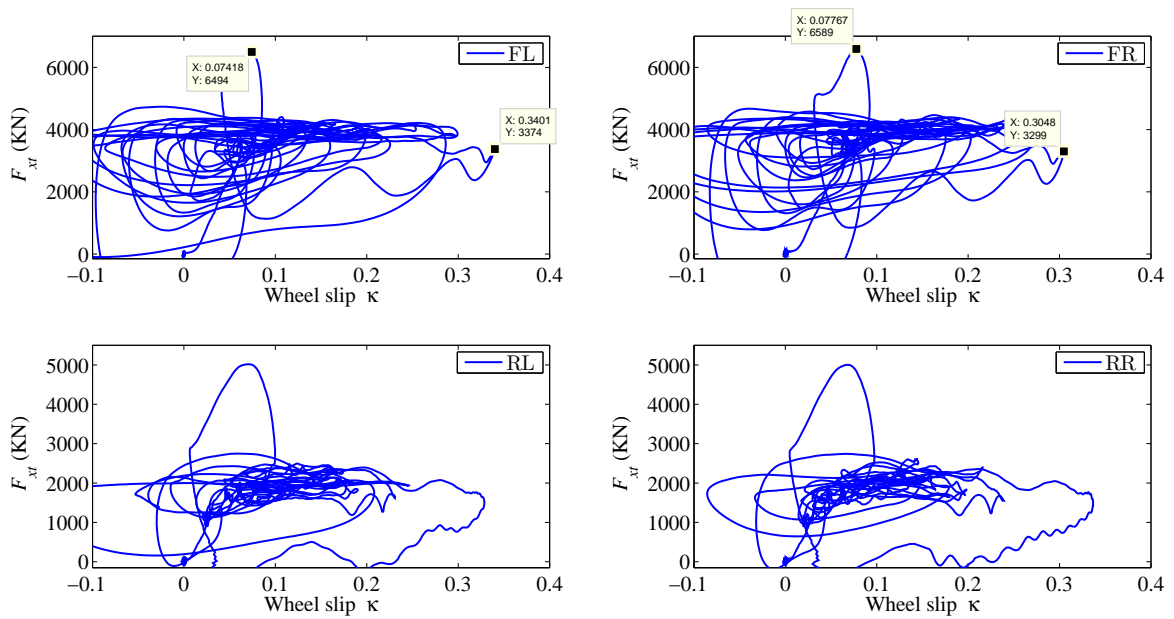 X: 0.07418
Y: 6494
X: 0.3401
Y: 3374
FL
6000
4000
2000
0
−0.1 0 0.1 0.2 0.3 0.4
F_xt (KN)
Wheel slip κ
X: 0.07767
Y: 6589
X: 0.3048
Y: 3299
FR
6000
4000
2000
0
−0.1 0 0.1 0.2 0.3 0.4
F_xt (KN)
Wheel slip κ
RL
5000
4000
3000
2000
1000
0
−0.1 0 0.1 0.2 0.3 0.4
F_xt (KN)
Wheel slip κ
RR
5000
4000
3000
2000
1000
0
−0.1 0 0.1 0.2 0.3 0.4
F_xt (KN)
Wheel slip κ